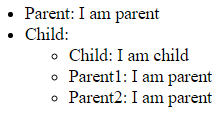 Parent: I am parent
Child:
Child: I am child
Parent1: I am parent
Parent2: I am parent